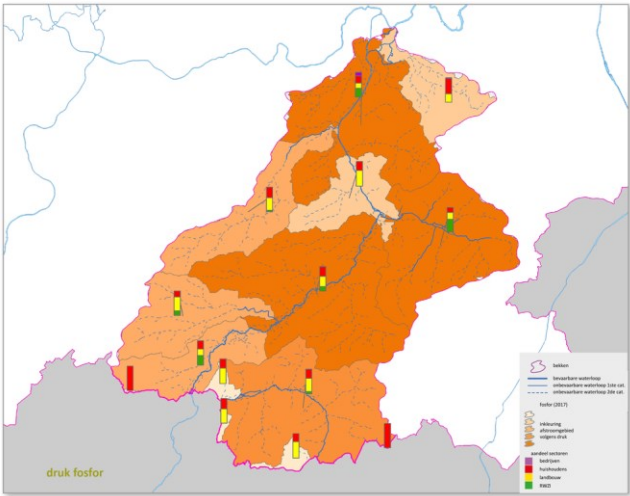 bekken
bevaarbare waterloop
onbevaarbare waterloop 1ste cat.
onbevaarbare waterloop 2de cat.
fosfor (2017)
inkleuring
afstroomgebied
volgens druk
aandeel sectoren
bedrijven
huishoudens
landbouw
RWZI
druk fosfor